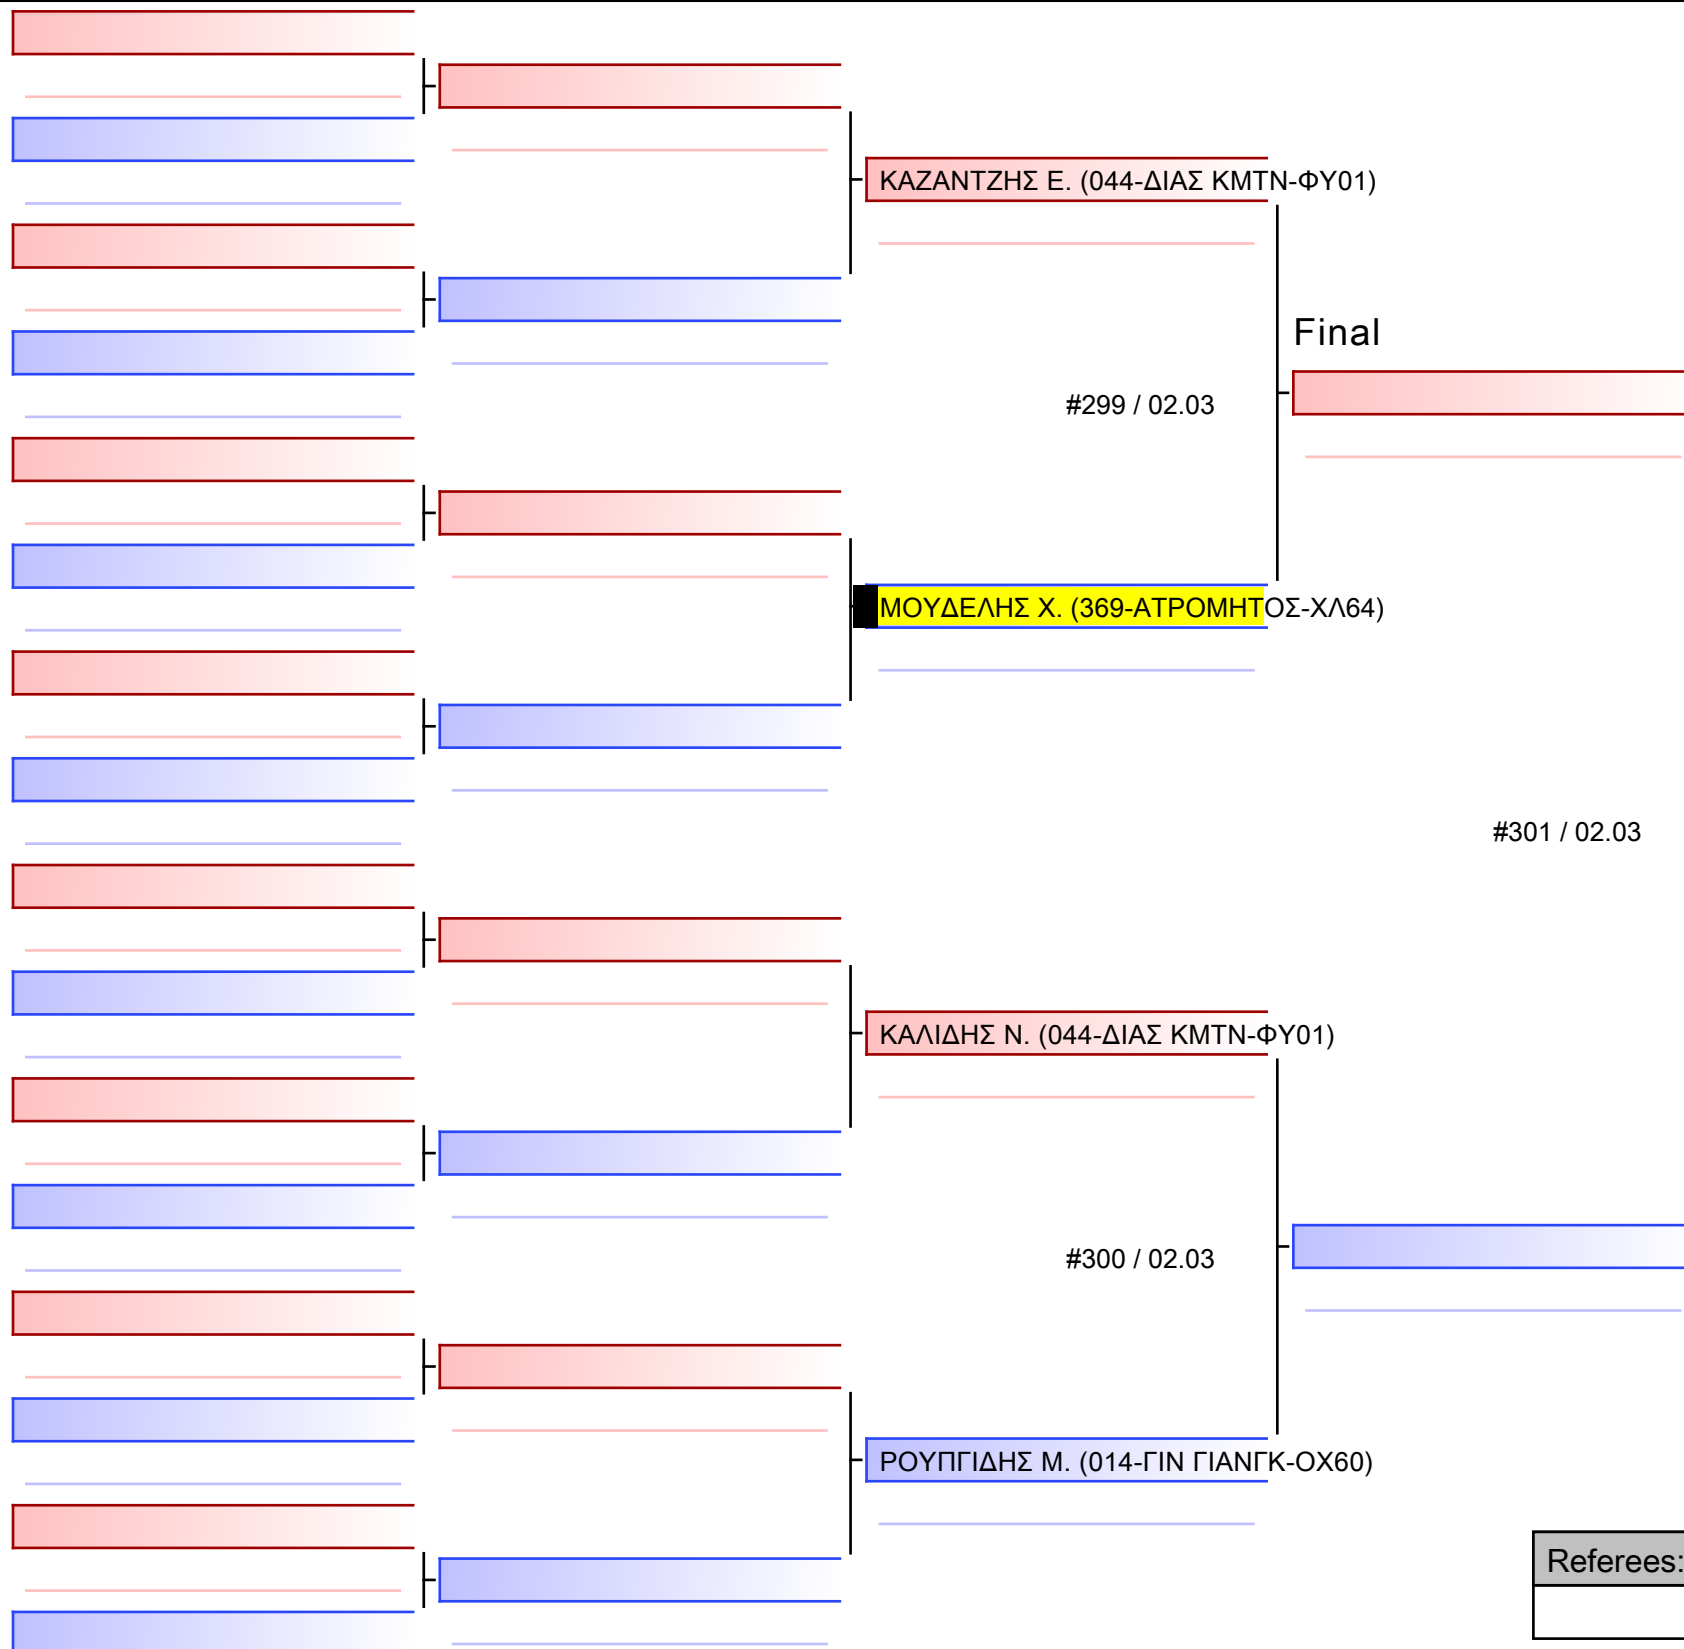 ΚΑΖΑΝΤΖΗΣ Ε. (044-ΔΙΑΣ ΚΜΤΝ-ΦΥ01)
Final
#299 / 02.03
ΜΟΥΔΕΛΗΣ Χ. (369-ΑΤΡΟΜΗΤΟΣ-ΧΛ64)
#301 / 02.03
ΚΑΛΙΔΗΣ Ν. (044-ΔΙΑΣ ΚΜΤΝ-ΦΥ01)
#300 / 02.03
ΡΟΥΠΓΙΔΗΣ Μ. (014-ΓΙΝ ΓΙΑΝΓΚ-ΟΧ60)
Referees: